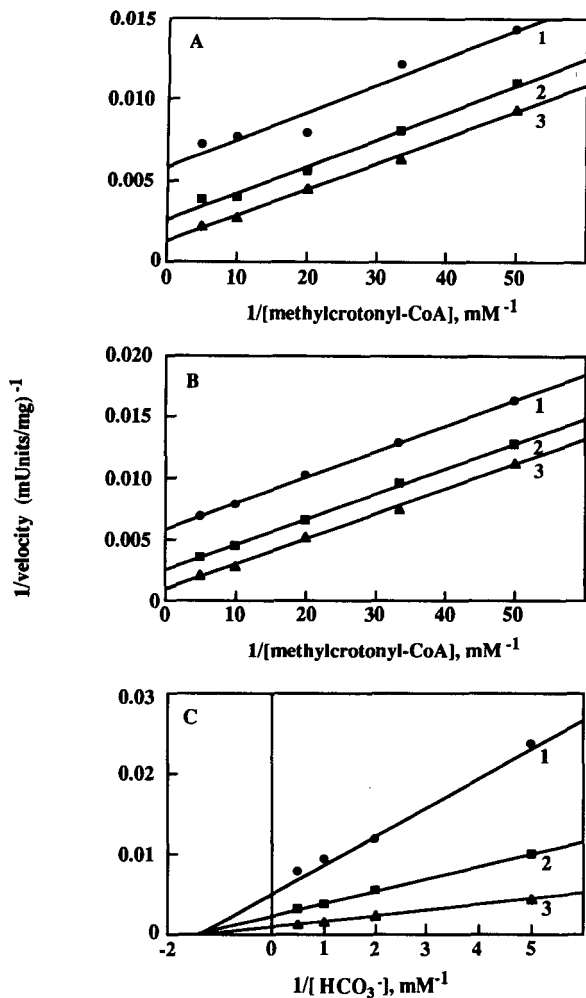 A
0.015
0.010
0.005
0
1
2
3
0 10 20 30 40 50
1/[methylcrotonyl-CoA], mM⁻¹
1/velocity (mUnits/mg)⁻¹
B
0.020
0.015
0.010
0.005
0
1
2
3
0 10 20 30 40 50
1/[methylcrotonyl-CoA], mM⁻¹
C
0.03
0.02
0.01
0
1
2
3
-2 0 1 2 3 4 5
1/[HCO₃⁻], mM⁻¹